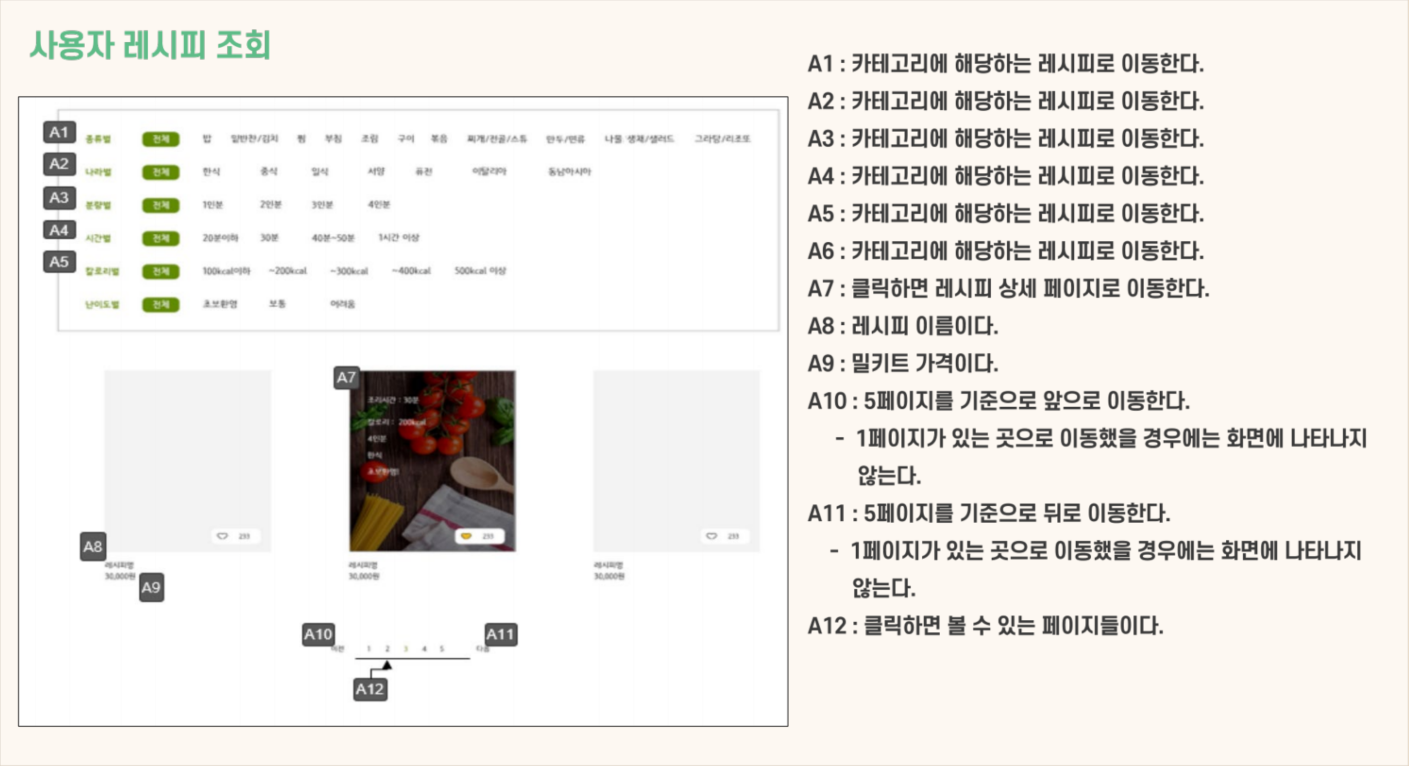 사용자 레시피 조회
A1 종류별 전체 밥 밑반찬/김치 찜 부침 조림 구이 볶음 찌개/전골/스튜 만두/면류 나물/생채/샐러드 그라탕/리조또
A2 나라별 전체 한식 중식 일식 서양 퓨전 이탈리아 동남아시아
A3 분량별 전체 1인분 2인분 3인분 4인분
A4 시간별 전체 20분이하 30분 40분~50분 1시간 이상
A5 칼로리별 전체 100kcal이하 ~200kcal ~300kcal ~400kcal 500kcal 이상
난이도별 전체 초보환영 보통 어려움
A7
조리시간 : 30분
칼로리 : 200kcal
4인분
한식
초보환영!
233 233 233
A8
레시피명 레시피명 레시피명
30,000원 30,000원 30,000원
A9
A10 A11
이전 1 2 3 4 5 다음
A12
A1 : 카테고리에 해당하는 레시피로 이동한다.
A2 : 카테고리에 해당하는 레시피로 이동한다.
A3 : 카테고리에 해당하는 레시피로 이동한다.
A4 : 카테고리에 해당하는 레시피로 이동한다.
A5 : 카테고리에 해당하는 레시피로 이동한다.
A6 : 카테고리에 해당하는 레시피로 이동한다.
A7 : 클릭하면 레시피 상세 페이지로 이동한다.
A8 : 레시피 이름이다.
A9 : 밀키트 가격이다.
A10 : 5페이지를 기준으로 앞으로 이동한다.
- 1페이지가 있는 곳으로 이동했을 경우에는 화면에 나타나지
않는다.
A11 : 5페이지를 기준으로 뒤로 이동한다.
- 1페이지가 있는 곳으로 이동했을 경우에는 화면에 나타나지
않는다.
A12 : 클릭하면 볼 수 있는 페이지들이다.